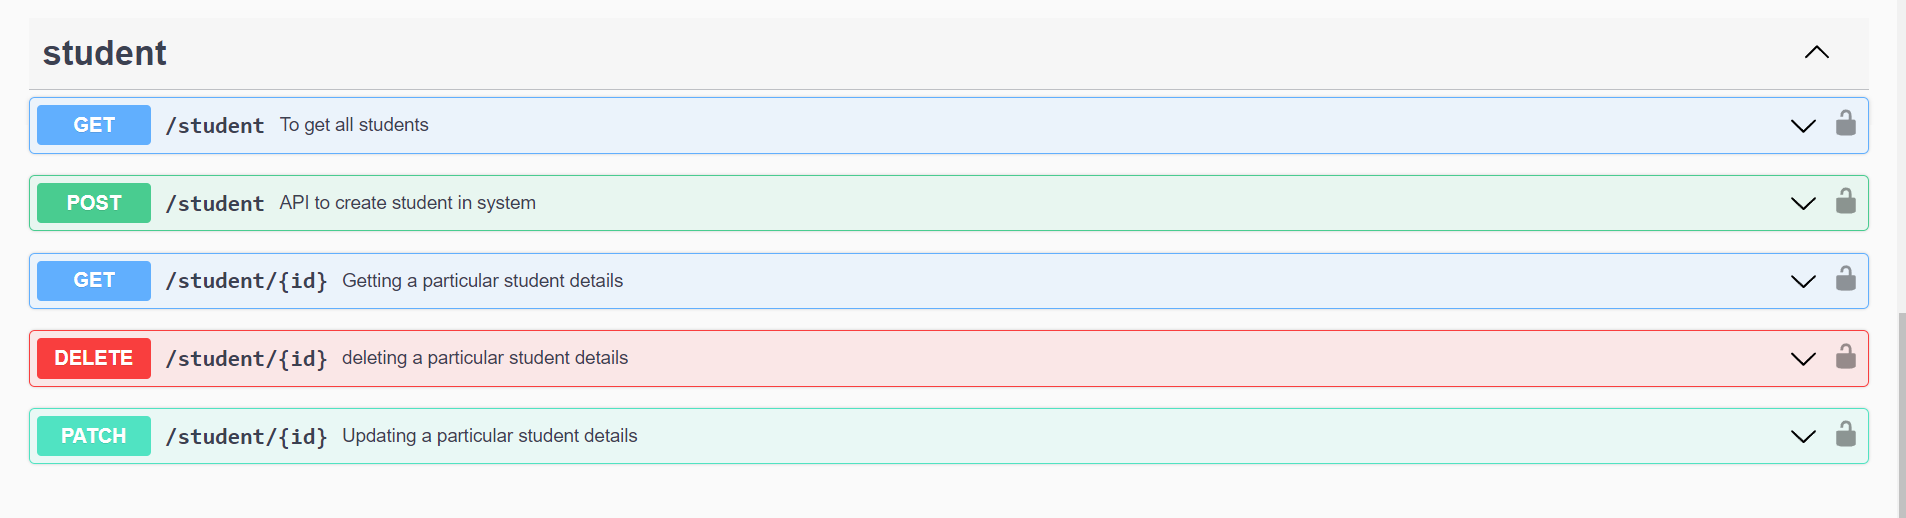 student
GET /student To get all students
POST /student API to create student in system
GET /student/{id} Getting a particular student details
DELETE /student/{id} deleting a particular student details
PATCH /student/{id} Updating a particular student details